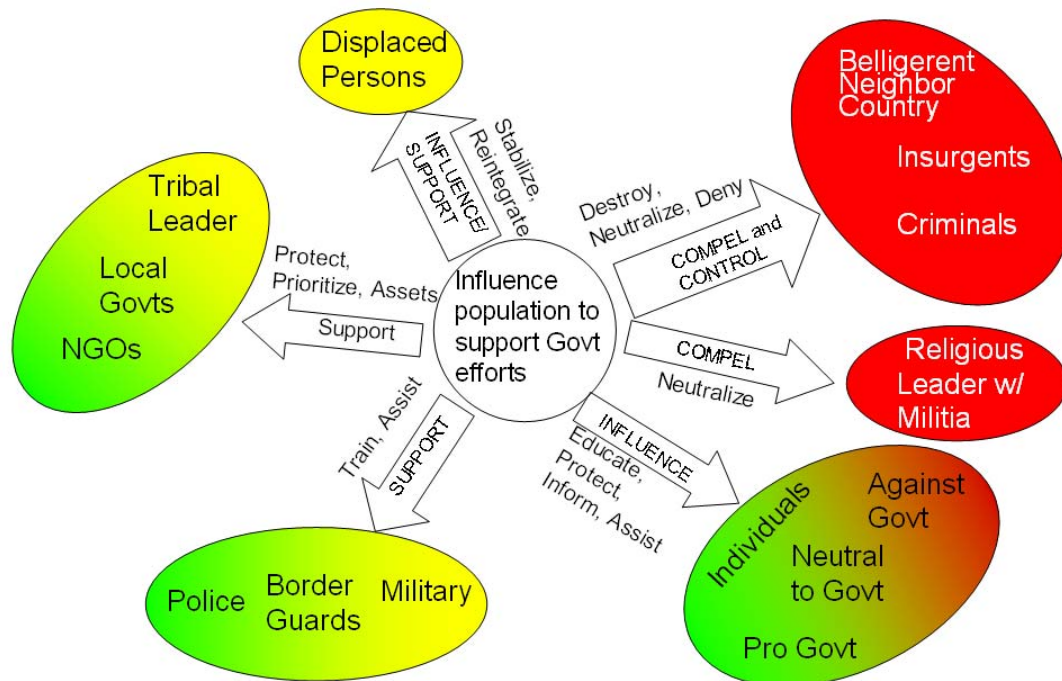 Displaced
Persons
INFLUENCE/
SUPPORT
Stabilize,
Reintegrate
Belligerent
Neighbor
Country
Insurgents
Criminals
Destroy,
Neutralize, Deny
COMPEL and
CONTROL
Tribal
Leader
Local
Govts
NGOs
Protect,
Prioritize, Assets
Support
Influence
population to
support Govt
efforts
COMPEL
Neutralize
Religious
Leader w/
Militia
Train, Assist
SUPPORT
INFLUENCE
Educate,
Protect,
Inform, Assist
Police
Border
Guards
Military
Individuals
Against
Govt
Neutral
to Govt
Pro Govt